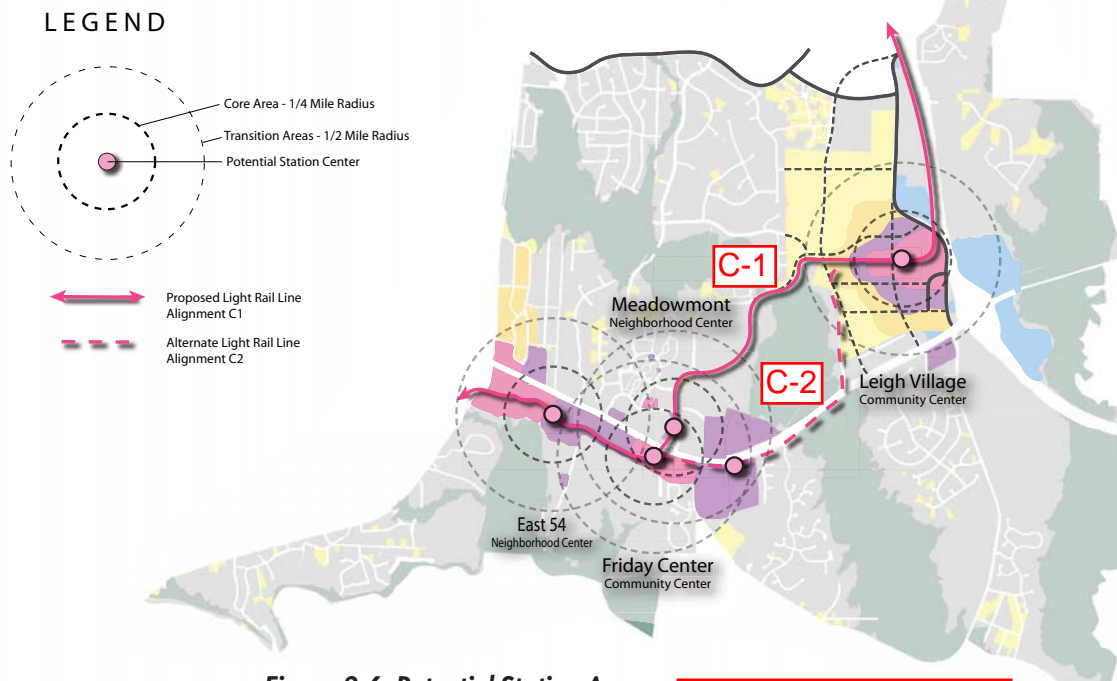 LEGEND
Core Area - 1/4 Mile Radius
Transition Areas - 1/2 Mile Radius
Potential Station Center
Proposed Light Rail Line
Alignment C1
Alternate Light Rail Line
Alignment C2
C-1
Meadowmont
Neighborhood Center
C-2
Leigh Village
Community Center
East 54
Neighborhood Center
Friday Center
Community Center
Potential Station